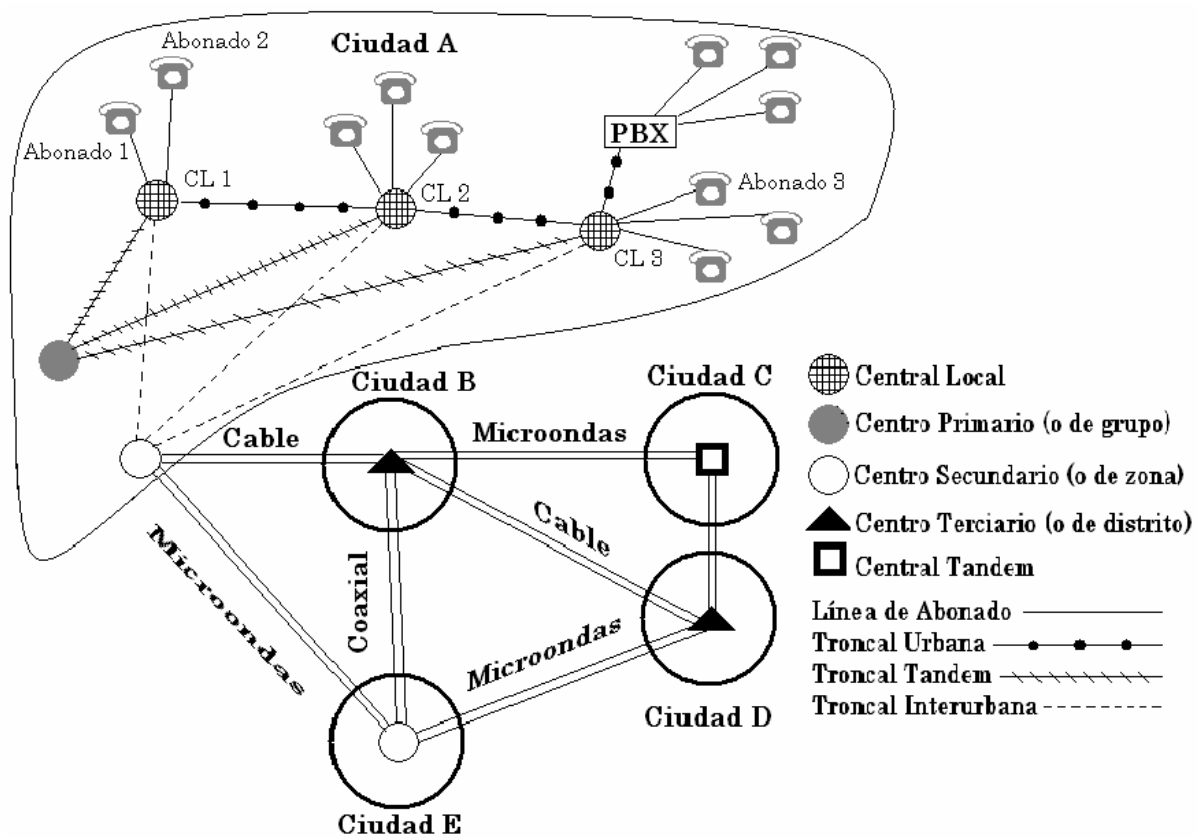 Abonado 2
Ciudad A
Abonado 1
PBX
CL 1
CL 2
Abonado 3
CL 3
Ciudad B
Ciudad C
Central Local
Cable
Microondas
Centro Primario (o de grupo)
Centro Secundario (o de zona)
Cable
Centro Terciario (o de distrito)
Microondas
Coaxial
Central Tandem
Línea de Abonado
Microondas
Troncal Urbana
Troncal Tandem
Ciudad D
Troncal Interurbana
Ciudad E